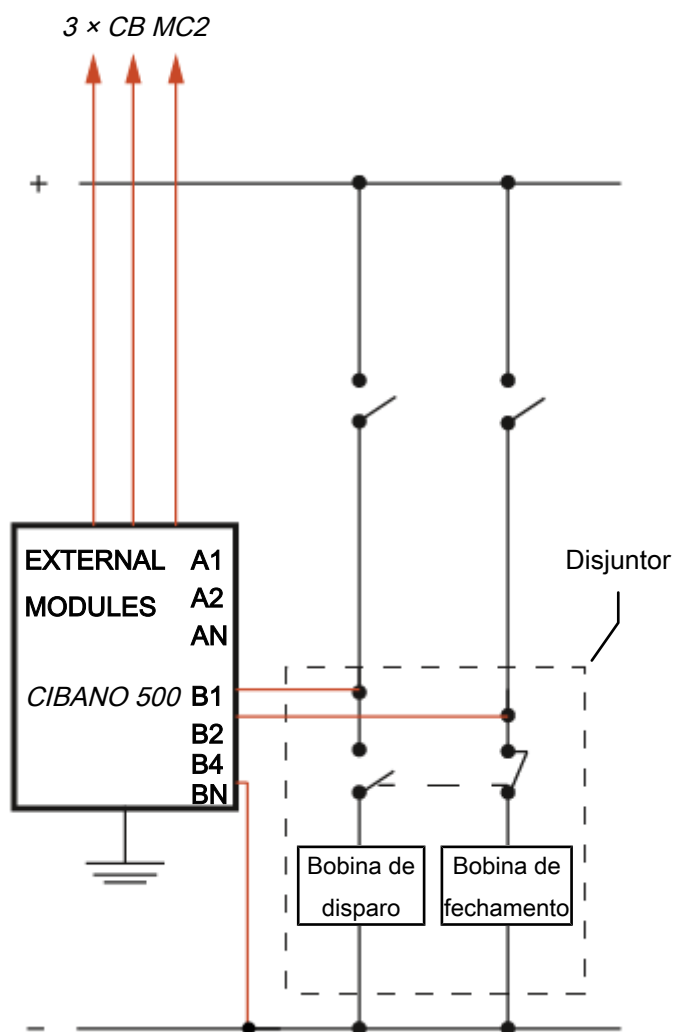 3 × CB MC2
+
EXTERNAL A1
MODULES A2
AN
CIBANO 500 B1
B2
B4
BN
Disjuntor
Bobina de
disparo
Bobina de
fechamento
–